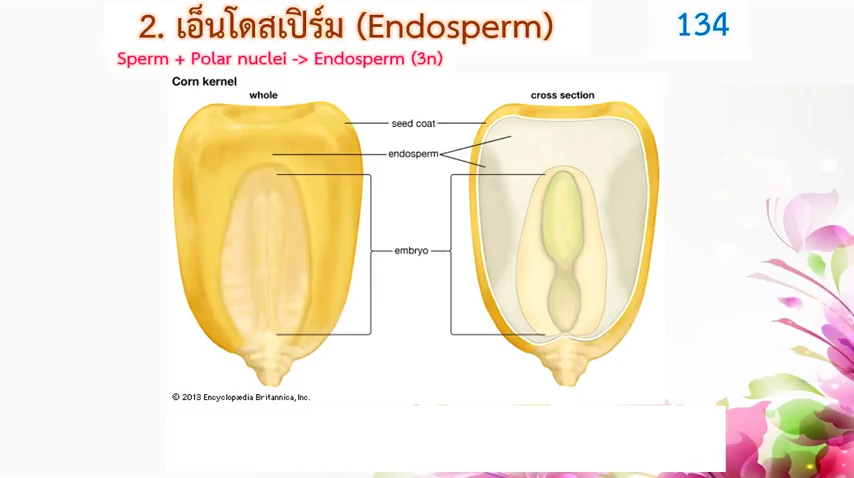 2. เอ็นโดสเปิร์ม (Endosperm)
134
Sperm + Polar nuclei -> Endosperm (3n)
Corn kernel
whole
cross section
seed coat
endosperm
embryo
© 2013 Encyclopædia Britannica, Inc.